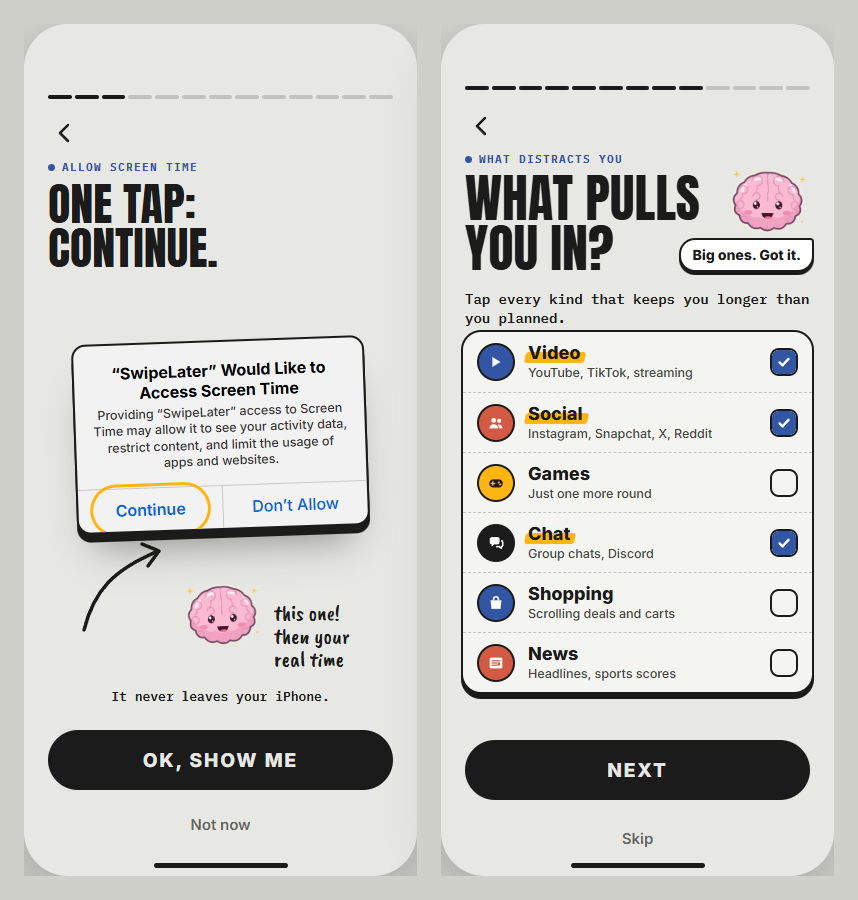 ALLOW SCREEN TIME
ONE TAP:
CONTINUE.
“SwipeLater” Would Like to
Access Screen Time
Providing “SwipeLater” access to Screen
Time may allow it to see your activity data,
restrict content, and limit the usage of
apps and websites.
Continue
Don’t Allow
this one!
then your
real time
It never leaves your iPhone.
OK, SHOW ME
Not now
WHAT DISTRACTS YOU
WHAT PULLS
YOU IN?
Big ones. Got it.
Tap every kind that keeps you longer than
you planned.
Video
YouTube, TikTok, streaming
Social
Instagram, Snapchat, X, Reddit
Games
Just one more round
Chat
Group chats, Discord
Shopping
Scrolling deals and carts
News
Headlines, sports scores
NEXT
Skip